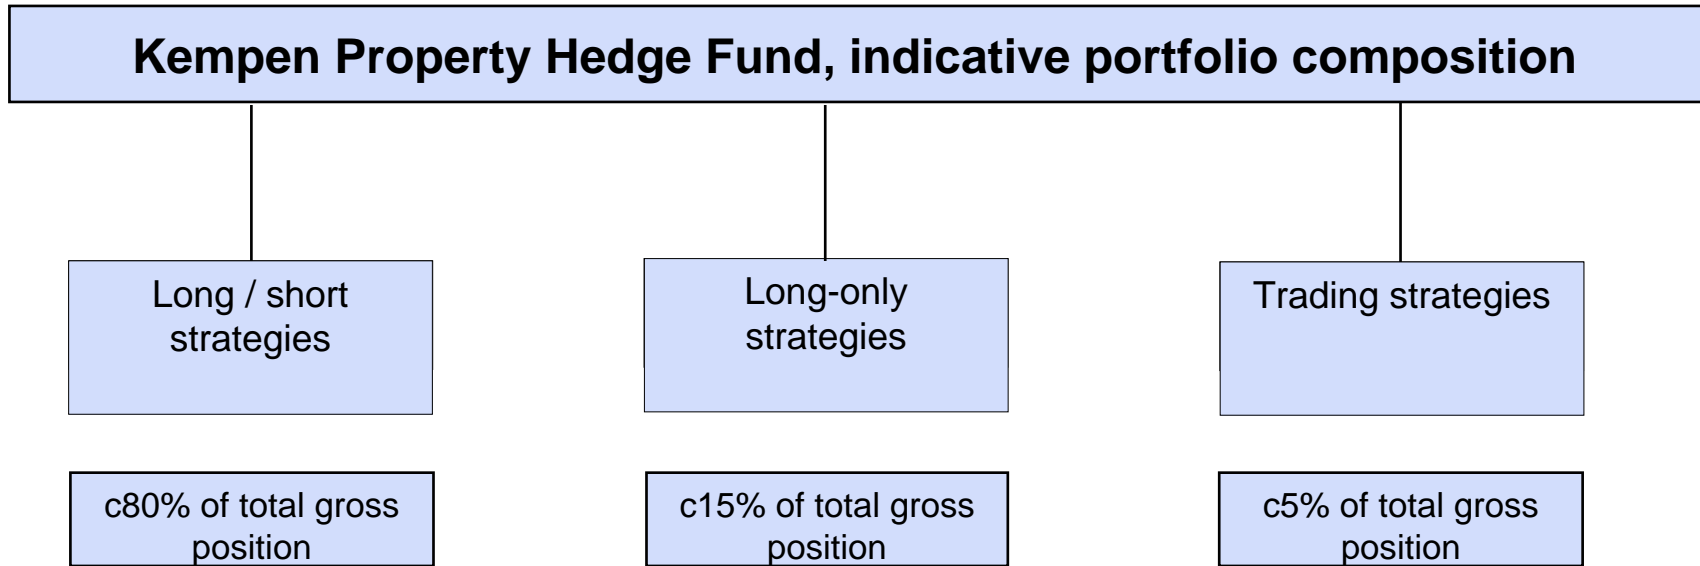 Kempen Property Hedge Fund, indicative portfolio composition
Long / short
strategies
Long-only
strategies
Trading strategies
c80% of total gross
position
c15% of total gross
position
c5% of total gross
position